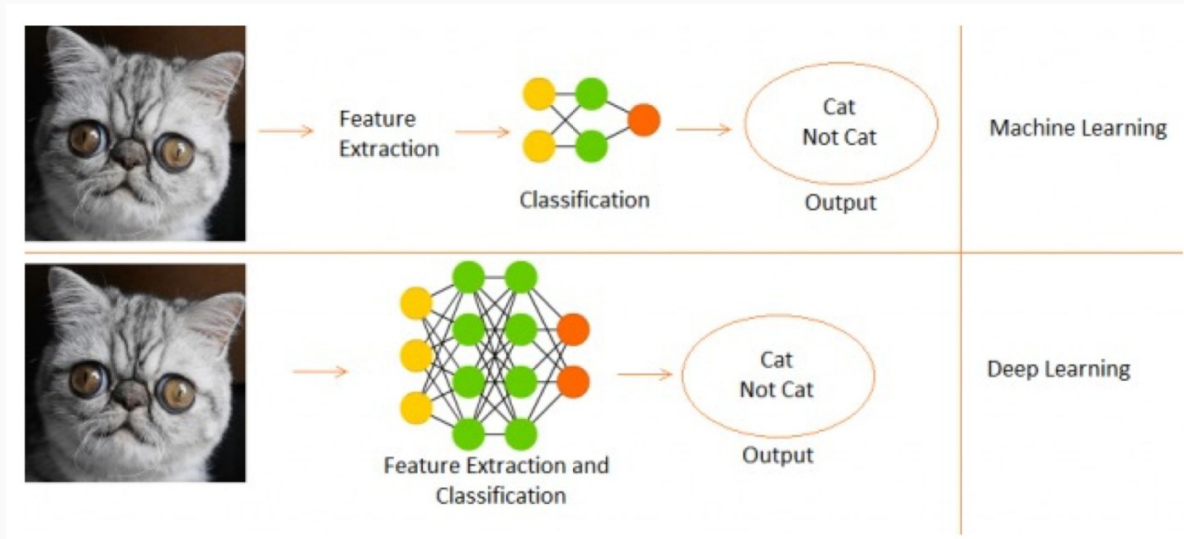 Feature
Extraction
Classification
Cat
Not Cat
Output
Machine Learning
Feature Extraction and
Classification
Cat
Not Cat
Output
Deep Learning